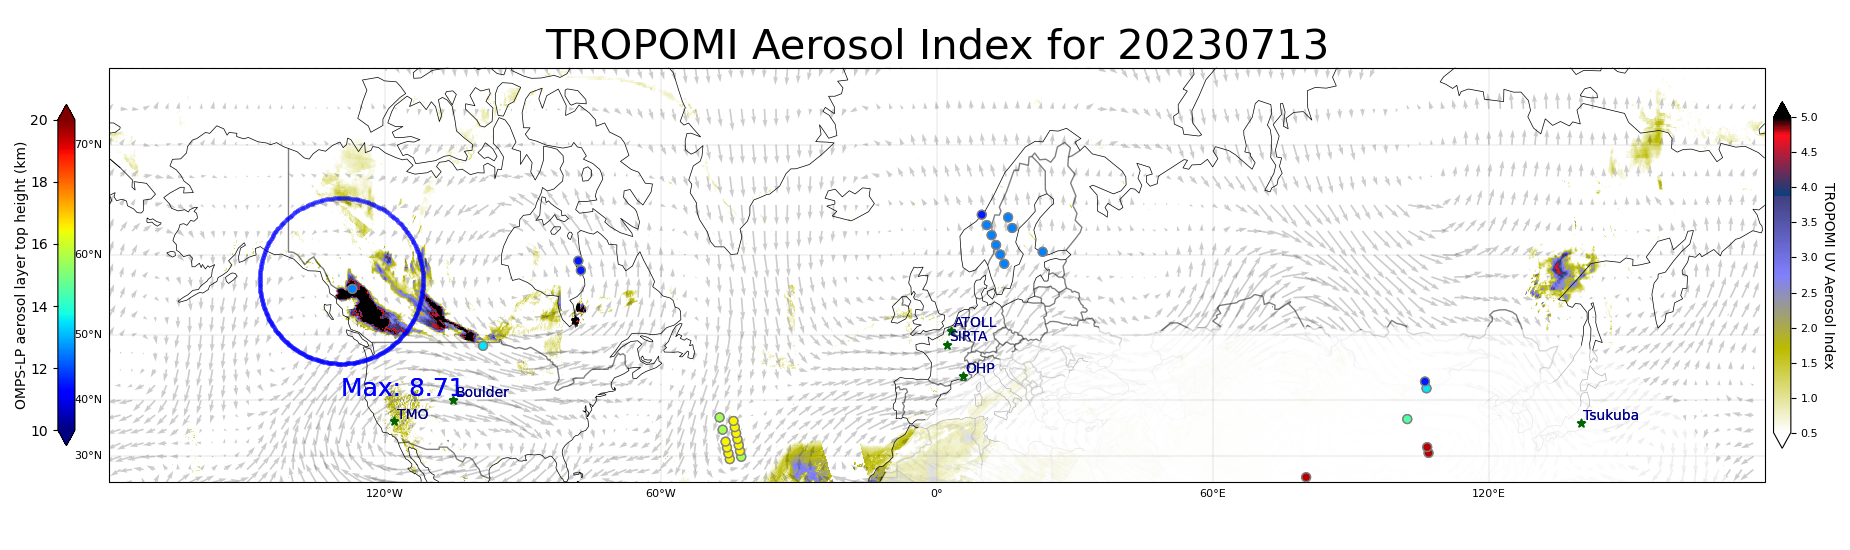 TROPOMI Aerosol Index for 20230713
OMPS-LP aerosol layer top height (km)
20
18
16
14
12
10
70°N
60°N
50°N
40°N
30°N
120°W
60°W
0°
60°E
120°E
Max: 8.71
Boulder
TMO
ATOLL
SIRTA
OHP
Tsukuba
5.0
4.5
4.0
3.5
3.0
2.5
2.0
1.5
1.0
0.5
TROPOMI UV Aerosol Index